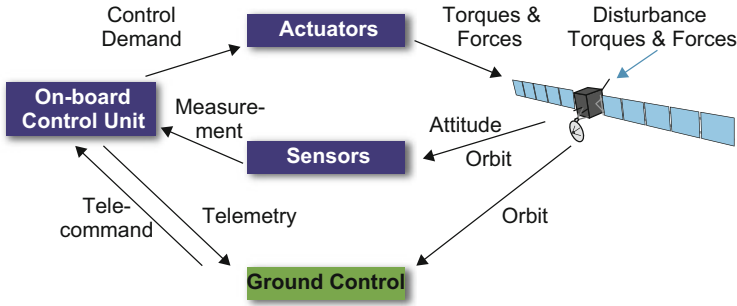 Control
Demand
Actuators
Torques &
Forces
Disturbance
Torques & Forces
On-board
Control Unit
Measure-
ment
Sensors
Attitude
Orbit
Tele-
command
Telemetry
Orbit
Ground Control